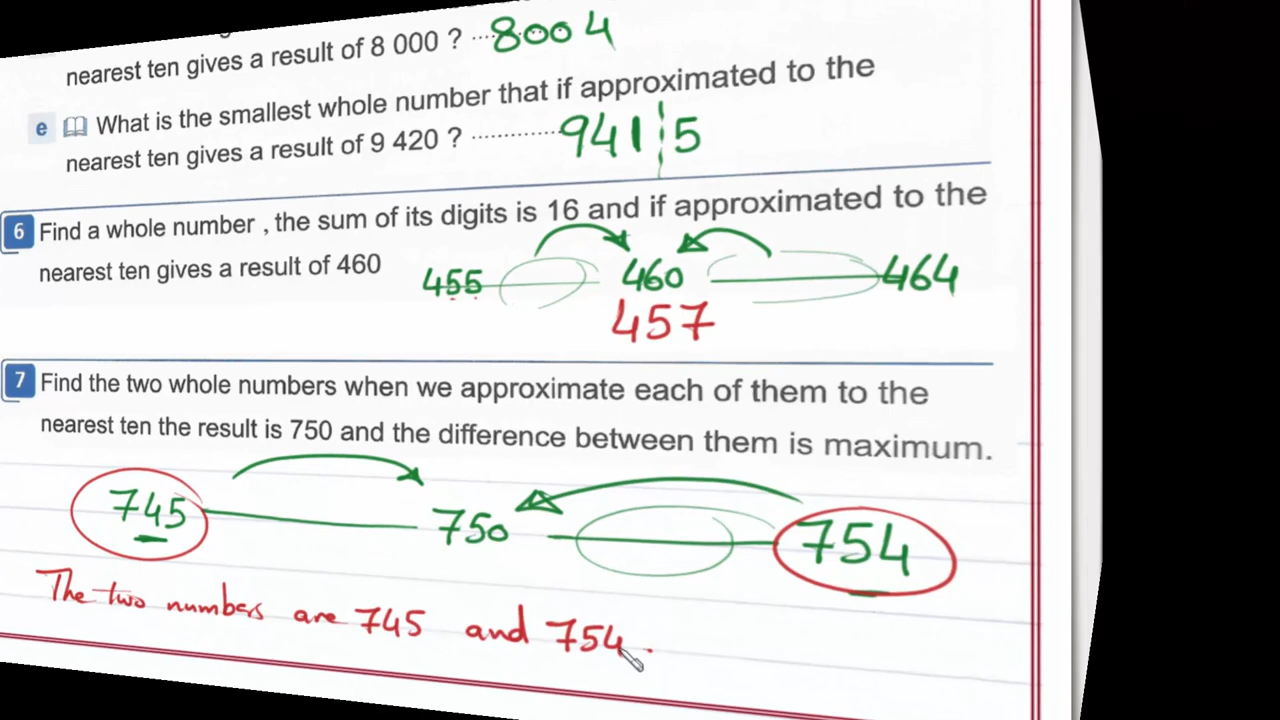 nearest ten gives a result of 8 000 ? ..... 8004
e What is the smallest whole number that if approximated to the
nearest ten gives a result of 9 420 ? .............. 941 5
6 Find a whole number , the sum of its digits is 16 and if approximated to the
nearest ten gives a result of 460
455 460 464
457
7 Find the two whole numbers when we approximate each of them to the
nearest ten the result is 750 and the difference between them is maximum.
745 750 754
The two numbers are 745 and 754.